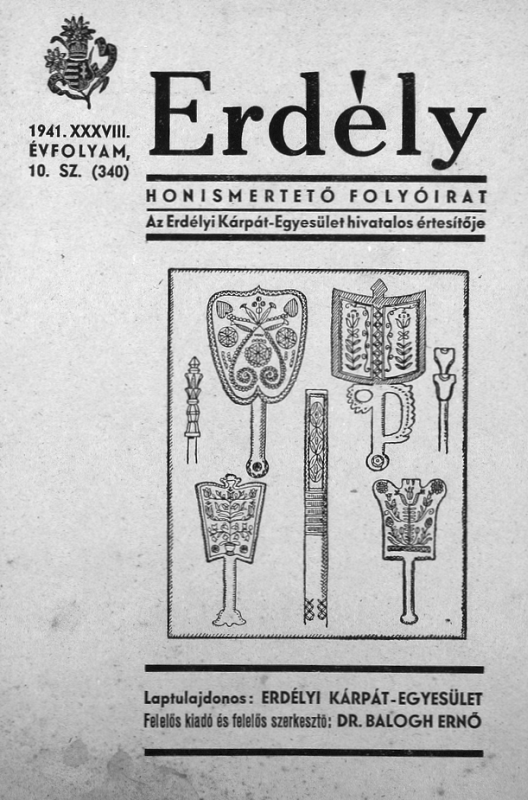 1941. XXXVIII.
ÉVFOLYAM,
10. SZ. (340)
Erdély
HONISMERTETŐ FOLYÓIRAT
Az Erdélyi Kárpát-Egyesület hivatalos értesítője
Laptulajdonos: ERDÉLYI KÁRPÁT-EGYESÜLET
Felelős kiadó és felelős szerkesztő: DR. BALOGH ERNŐ